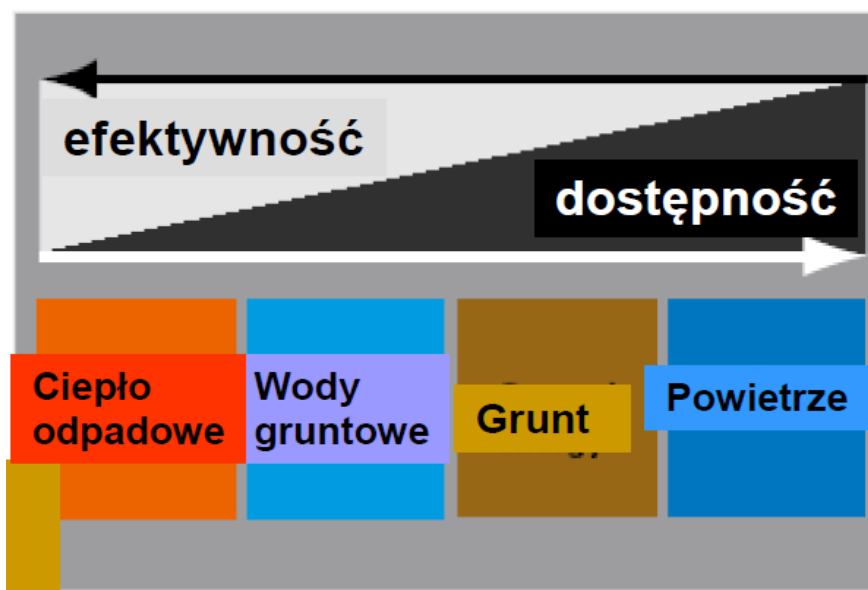 efektywność
dostępność
Ciepło
odpadowe
Wody
gruntowe
Grunt
Powietrze